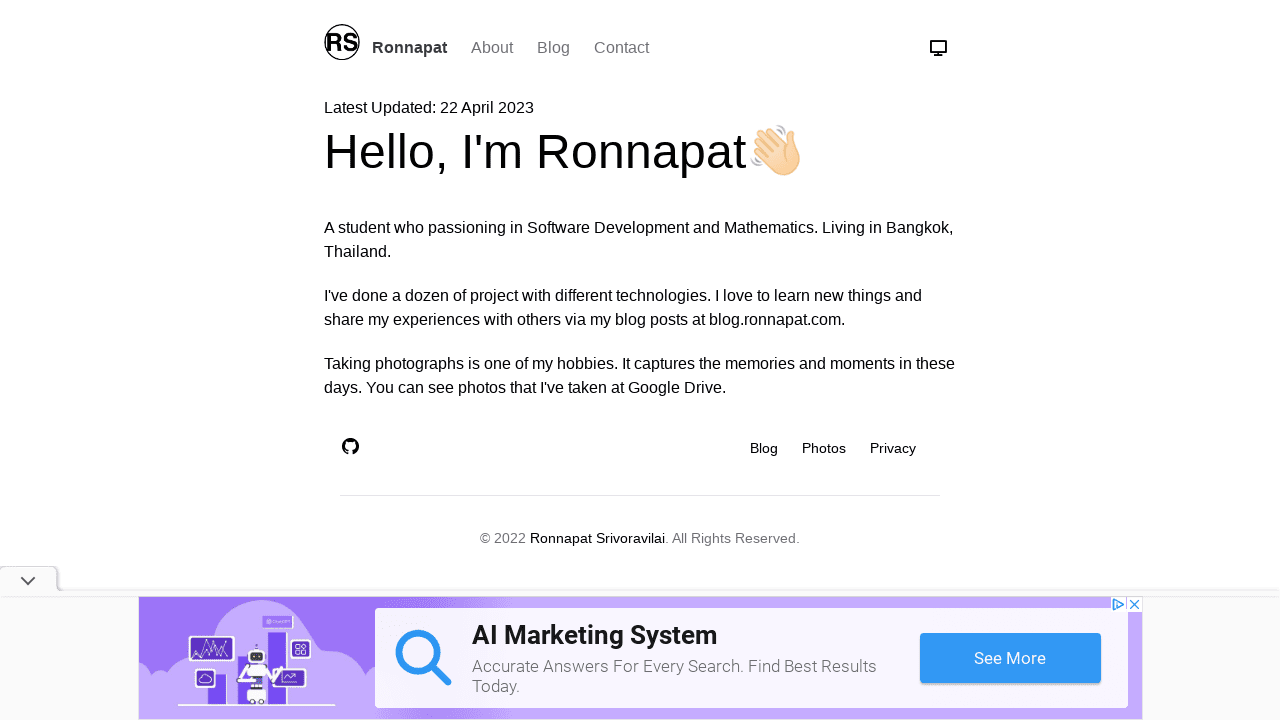 RS Ronnapat About Blog Contact
Latest Updated: 22 April 2023
Hello, I'm Ronnapat👋🏻
A student who passioning in Software Development and Mathematics. Living in Bangkok,
Thailand.
I've done a dozen of project with different technologies. I love to learn new things and
share my experiences with others via my blog posts at blog.ronnapat.com.
Taking photographs is one of my hobbies. It captures the memories and moments in these
days. You can see photos that I've taken at Google Drive.
Blog Photos Privacy
© 2022 Ronnapat Srivoravilai. All Rights Reserved.
AI Marketing System
Accurate Answers For Every Search. Find Best Results
Today.
See More